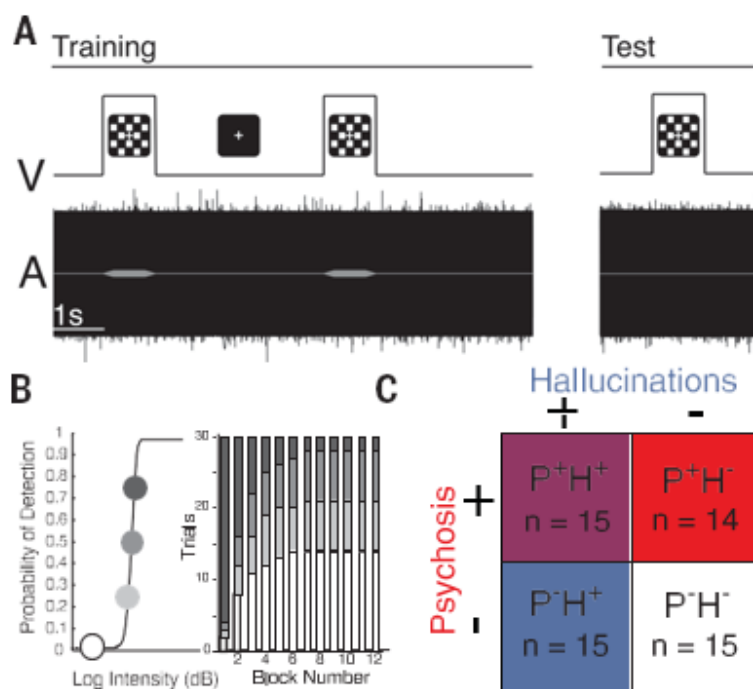 A
Training
Test
V
A
1s
B
Probability of Detection
1
0.9
0.8
0.7
0.6
0.5
0.4
0.3
0.2
0.1
0
Log Intensity (dB)
Trials
30
20
10
0
2 4 6 8 10 12
Block Number
C
Hallucinations
+ -
Psychosis
+
-
P⁺H⁺
n = 15
P⁺H⁻
n = 14
P⁻H⁺
n = 15
P⁻H⁻
n = 15